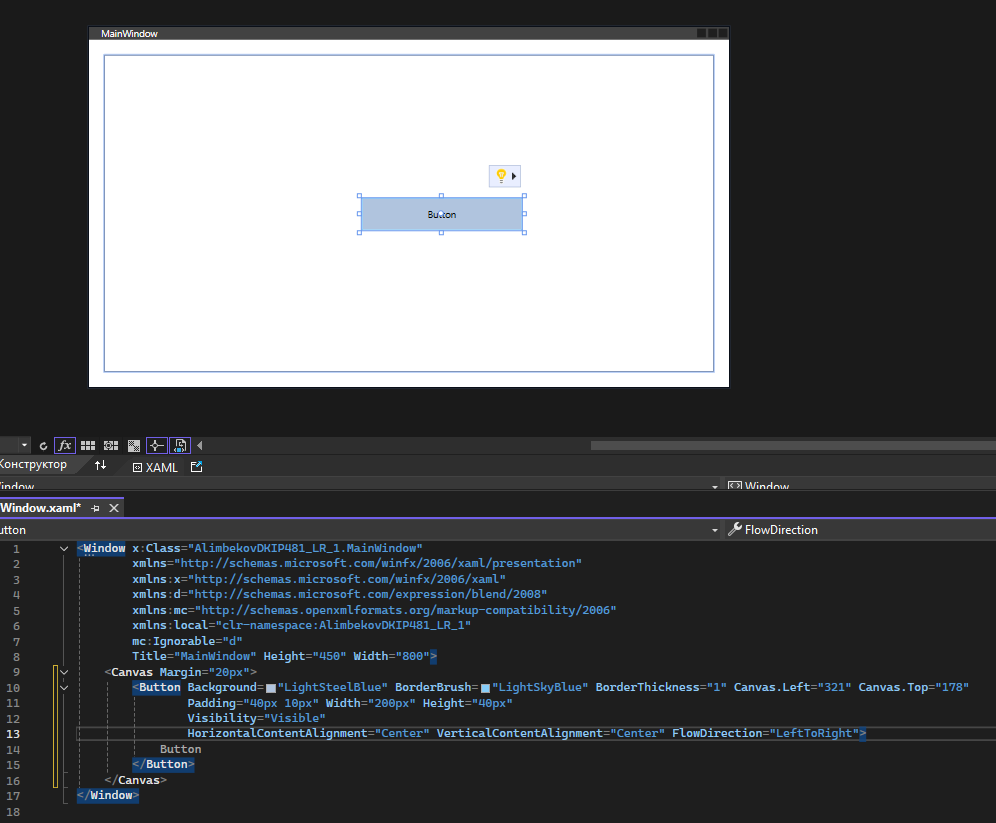 MainWindow
Button
fx
Конструктор
XAML
indow
Window
Window.xaml*
utton
FlowDirection
1 <Window x:Class="AlimbekovDKIP481_LR_1.MainWindow"
2 xmlns="http://schemas.microsoft.com/winfx/2006/xaml/presentation"
3 xmlns:x="http://schemas.microsoft.com/winfx/2006/xaml"
4 xmlns:d="http://schemas.microsoft.com/expression/blend/2008"
5 xmlns:mc="http://schemas.openxmlformats.org/markup-compatibility/2006"
6 xmlns:local="clr-namespace:AlimbekovDKIP481_LR_1"
7 mc:Ignorable="d"
8 Title="MainWindow" Height="450" Width="800">
9 <Canvas Margin="20px">
10 <Button Background="LightSteelBlue" BorderBrush="LightSkyBlue" BorderThickness="1" Canvas.Left="321" Canvas.Top="178"
11 Padding="40px 10px" Width="200px" Height="40px"
12 Visibility="Visible"
13 HorizontalContentAlignment="Center" VerticalContentAlignment="Center" FlowDirection="LeftToRight">
14 Button
15 </Button>
16 </Canvas>
17 </Window>
18